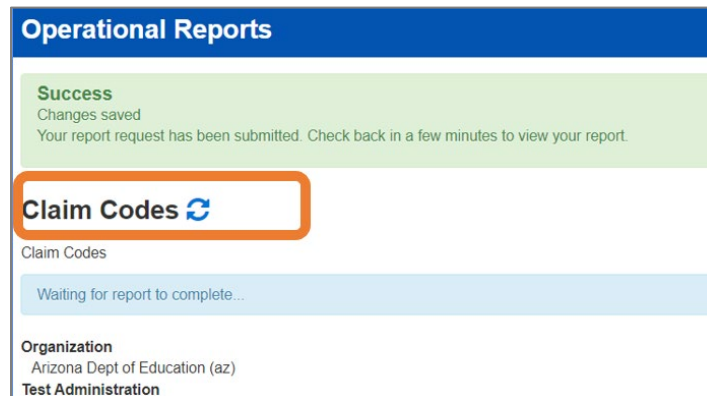 Operational Reports
Success
Changes saved
Your report request has been submitted. Check back in a few minutes to view your report.
Claim Codes
Claim Codes
Waiting for report to complete...
Organization
Arizona Dept of Education (az)
Test Administration